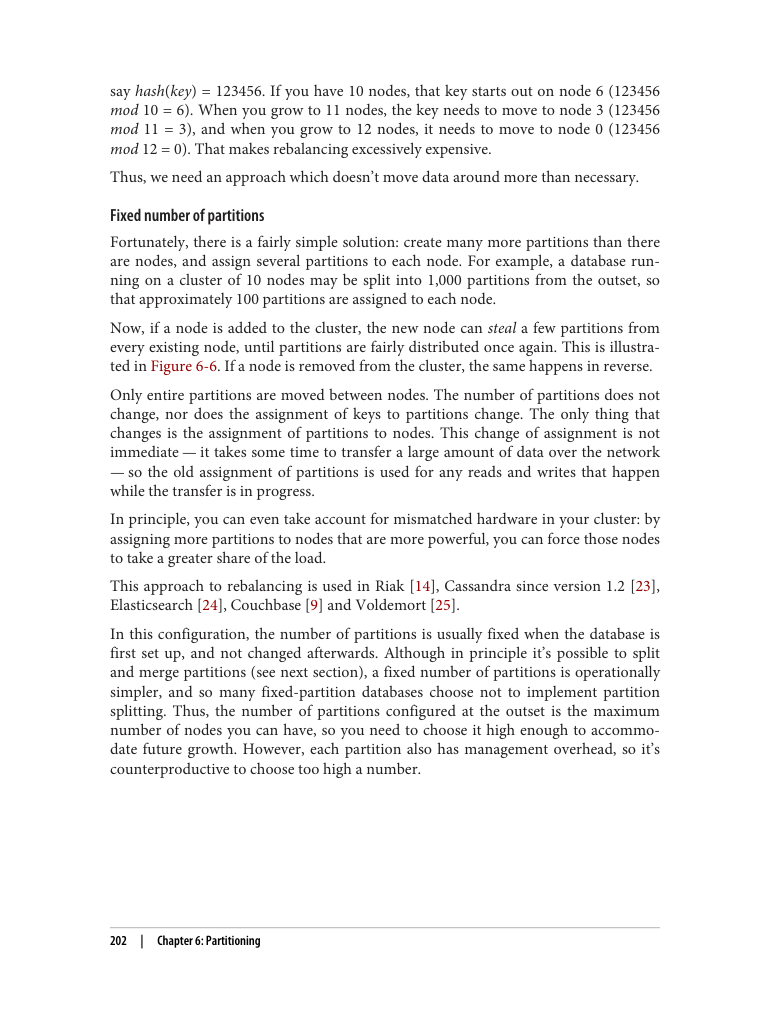 say hash(key) = 123456. If you have 10 nodes, that key starts out on node 6 (123456
mod 10 = 6). When you grow to 11 nodes, the key needs to move to node 3 (123456
mod 11 = 3), and when you grow to 12 nodes, it needs to move to node 0 (123456
mod 12 = 0). That makes rebalancing excessively expensive.
Thus, we need an approach which doesn’t move data around more than necessary.
Fixed number of partitions
Fortunately, there is a fairly simple solution: create many more partitions than there
are nodes, and assign several partitions to each node. For example, a database run-
ning on a cluster of 10 nodes may be split into 1,000 partitions from the outset, so
that approximately 100 partitions are assigned to each node.
Now, if a node is added to the cluster, the new node can steal a few partitions from
every existing node, until partitions are fairly distributed once again. This is illustra-
ted in Figure 6-6. If a node is removed from the cluster, the same happens in reverse.
Only entire partitions are moved between nodes. The number of partitions does not
change, nor does the assignment of keys to partitions change. The only thing that
changes is the assignment of partitions to nodes. This change of assignment is not
immediate — it takes some time to transfer a large amount of data over the network
— so the old assignment of partitions is used for any reads and writes that happen
while the transfer is in progress.
In principle, you can even take account for mismatched hardware in your cluster: by
assigning more partitions to nodes that are more powerful, you can force those nodes
to take a greater share of the load.
This approach to rebalancing is used in Riak [14], Cassandra since version 1.2 [23],
Elasticsearch [24], Couchbase [9] and Voldemort [25].
In this configuration, the number of partitions is usually fixed when the database is
first set up, and not changed afterwards. Although in principle it’s possible to split
and merge partitions (see next section), a fixed number of partitions is operationally
simpler, and so many fixed-partition databases choose not to implement partition
splitting. Thus, the number of partitions configured at the outset is the maximum
number of nodes you can have, so you need to choose it high enough to accommo-
date future growth. However, each partition also has management overhead, so it’s
counterproductive to choose too high a number.
202 | Chapter 6: Partitioning